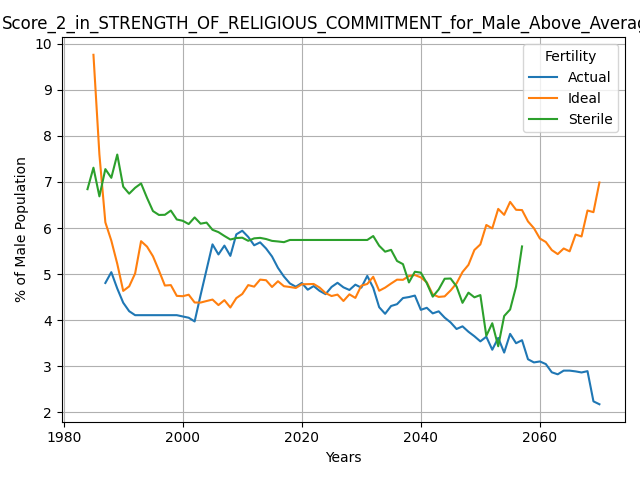 Score_2_in_STRENGTH_OF_RELIGIOUS_COMMITMENT_for_Male_Above_Averag
10
9
8
7
6
5
4
3
2
% of Male Population
Fertility
Actual
Ideal
Sterile
1980
2000
2020
2040
2060
Years